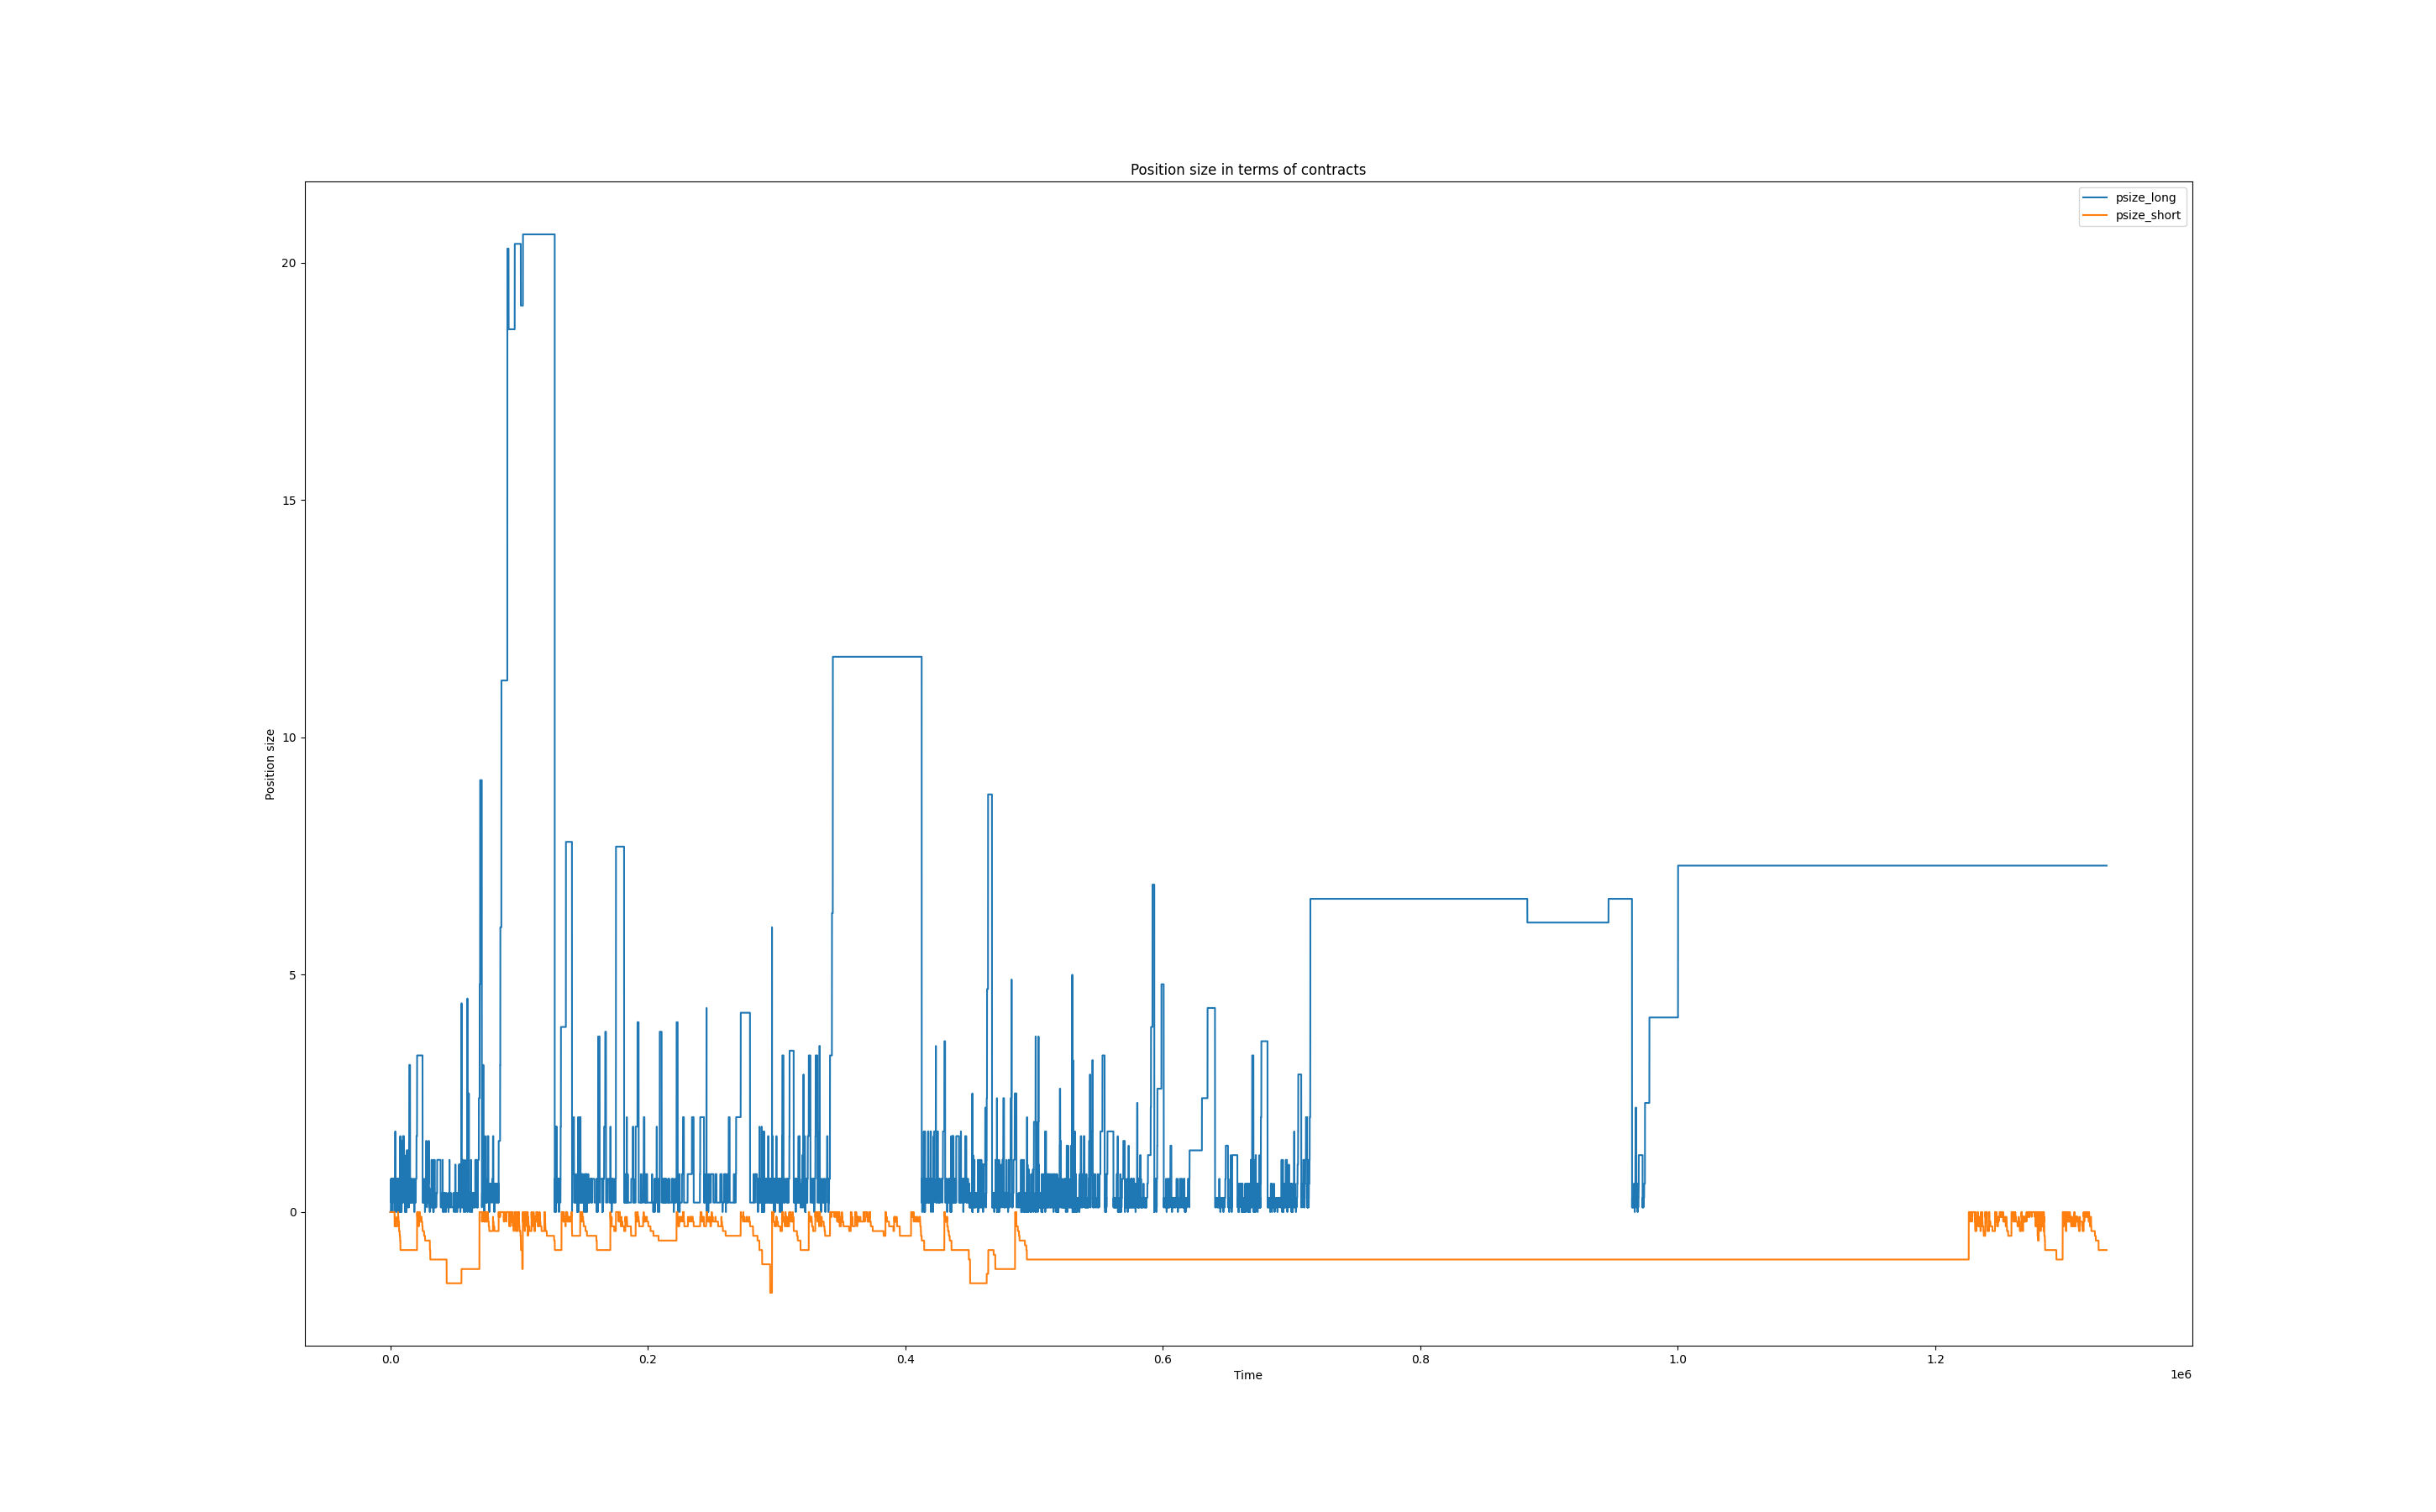 Position size in terms of contracts
psize_long
psize_short
20
15
10
5
0
Position size
0.0 0.2 0.4 0.6 0.8 1.0 1.2
Time
1e6